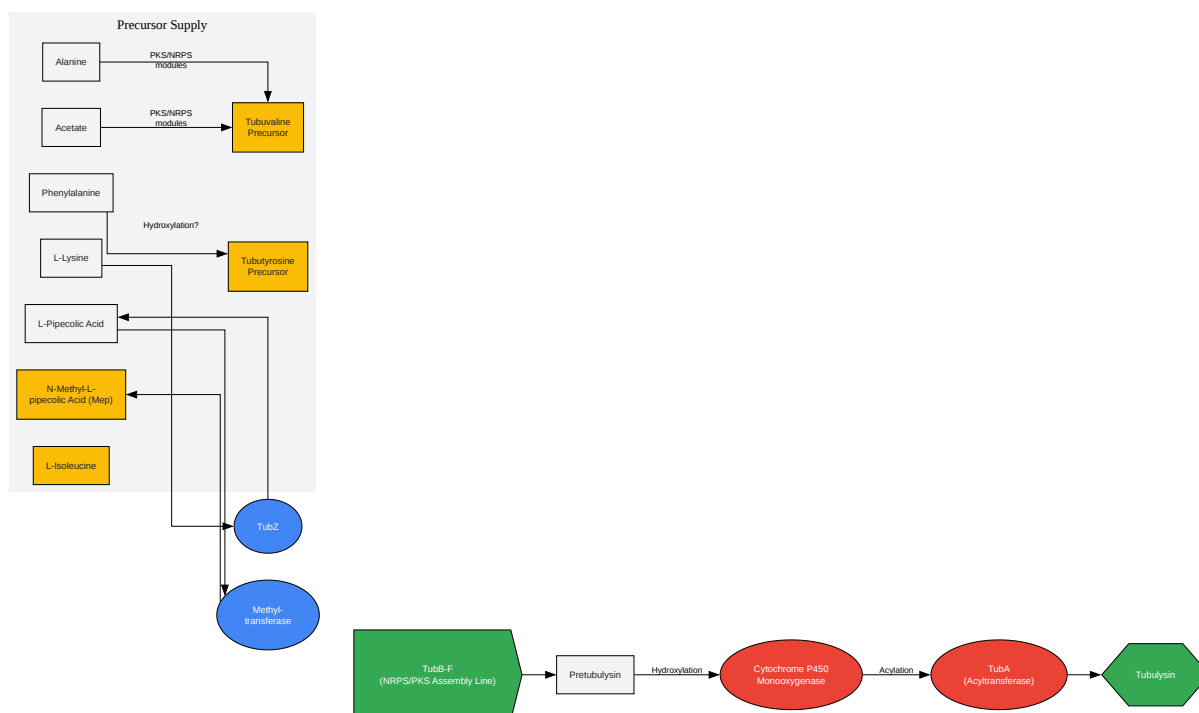 Precursor Supply
Alanine
PKS/NRPS
modules
Acetate
PKS/NRPS
modules
Tubuvaline
Precursor
Phenylalanine
Hydroxylation?
L-Lysine
Tubutyrosine
Precursor
L-Pipecolic Acid
N-Methyl-L-
pipecolic Acid (Mep)
L-Isoleucine
TubZ
Methyl-
transferase
TubB-F
(NRPS/PKS Assembly Line)
Pretubulysin
Hydroxylation
Cytochrome P450
Monooxygenase
Acylation
TubA
(Acyltransferase)
Tubulysin